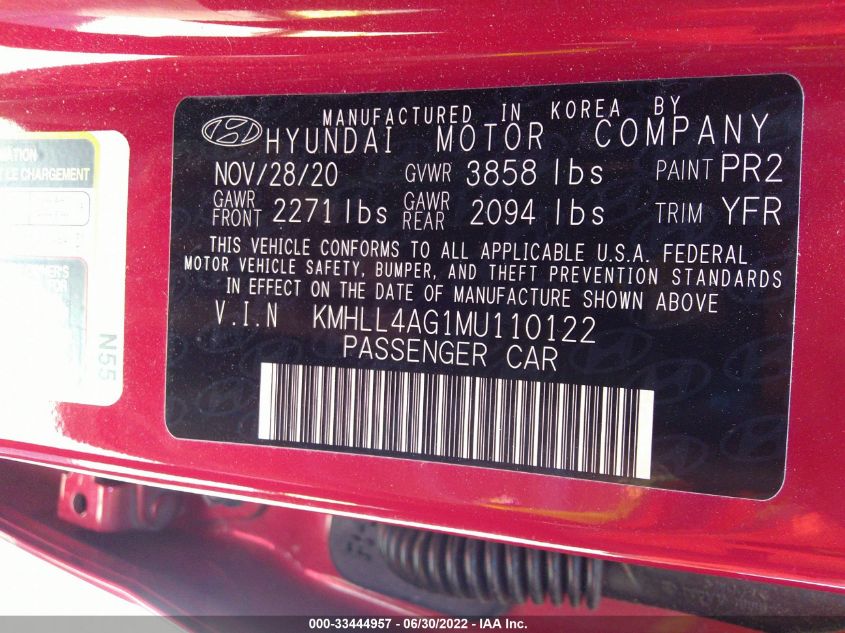 MANUFACTURED IN KOREA BY
HYUNDAI MOTOR COMPANY
NOV/28/20 GVWR 3858 lbs PAINT PR2
GAWR FRONT 2271 lbs GAWR REAR 2094 lbs TRIM YFR
THIS VEHICLE CONFORMS TO ALL APPLICABLE U.S.A. FEDERAL
MOTOR VEHICLE SAFETY, BUMPER, AND THEFT PREVENTION STANDARDS
IN EFFECT ON THE DATE OF MANUFACTURE SHOWN ABOVE
V.I.N KMHLL4AG1MU110122
PASSENGER CAR
CHARGEMENT
N55
000-33444957 - 06/30/2022 - IAA Inc.